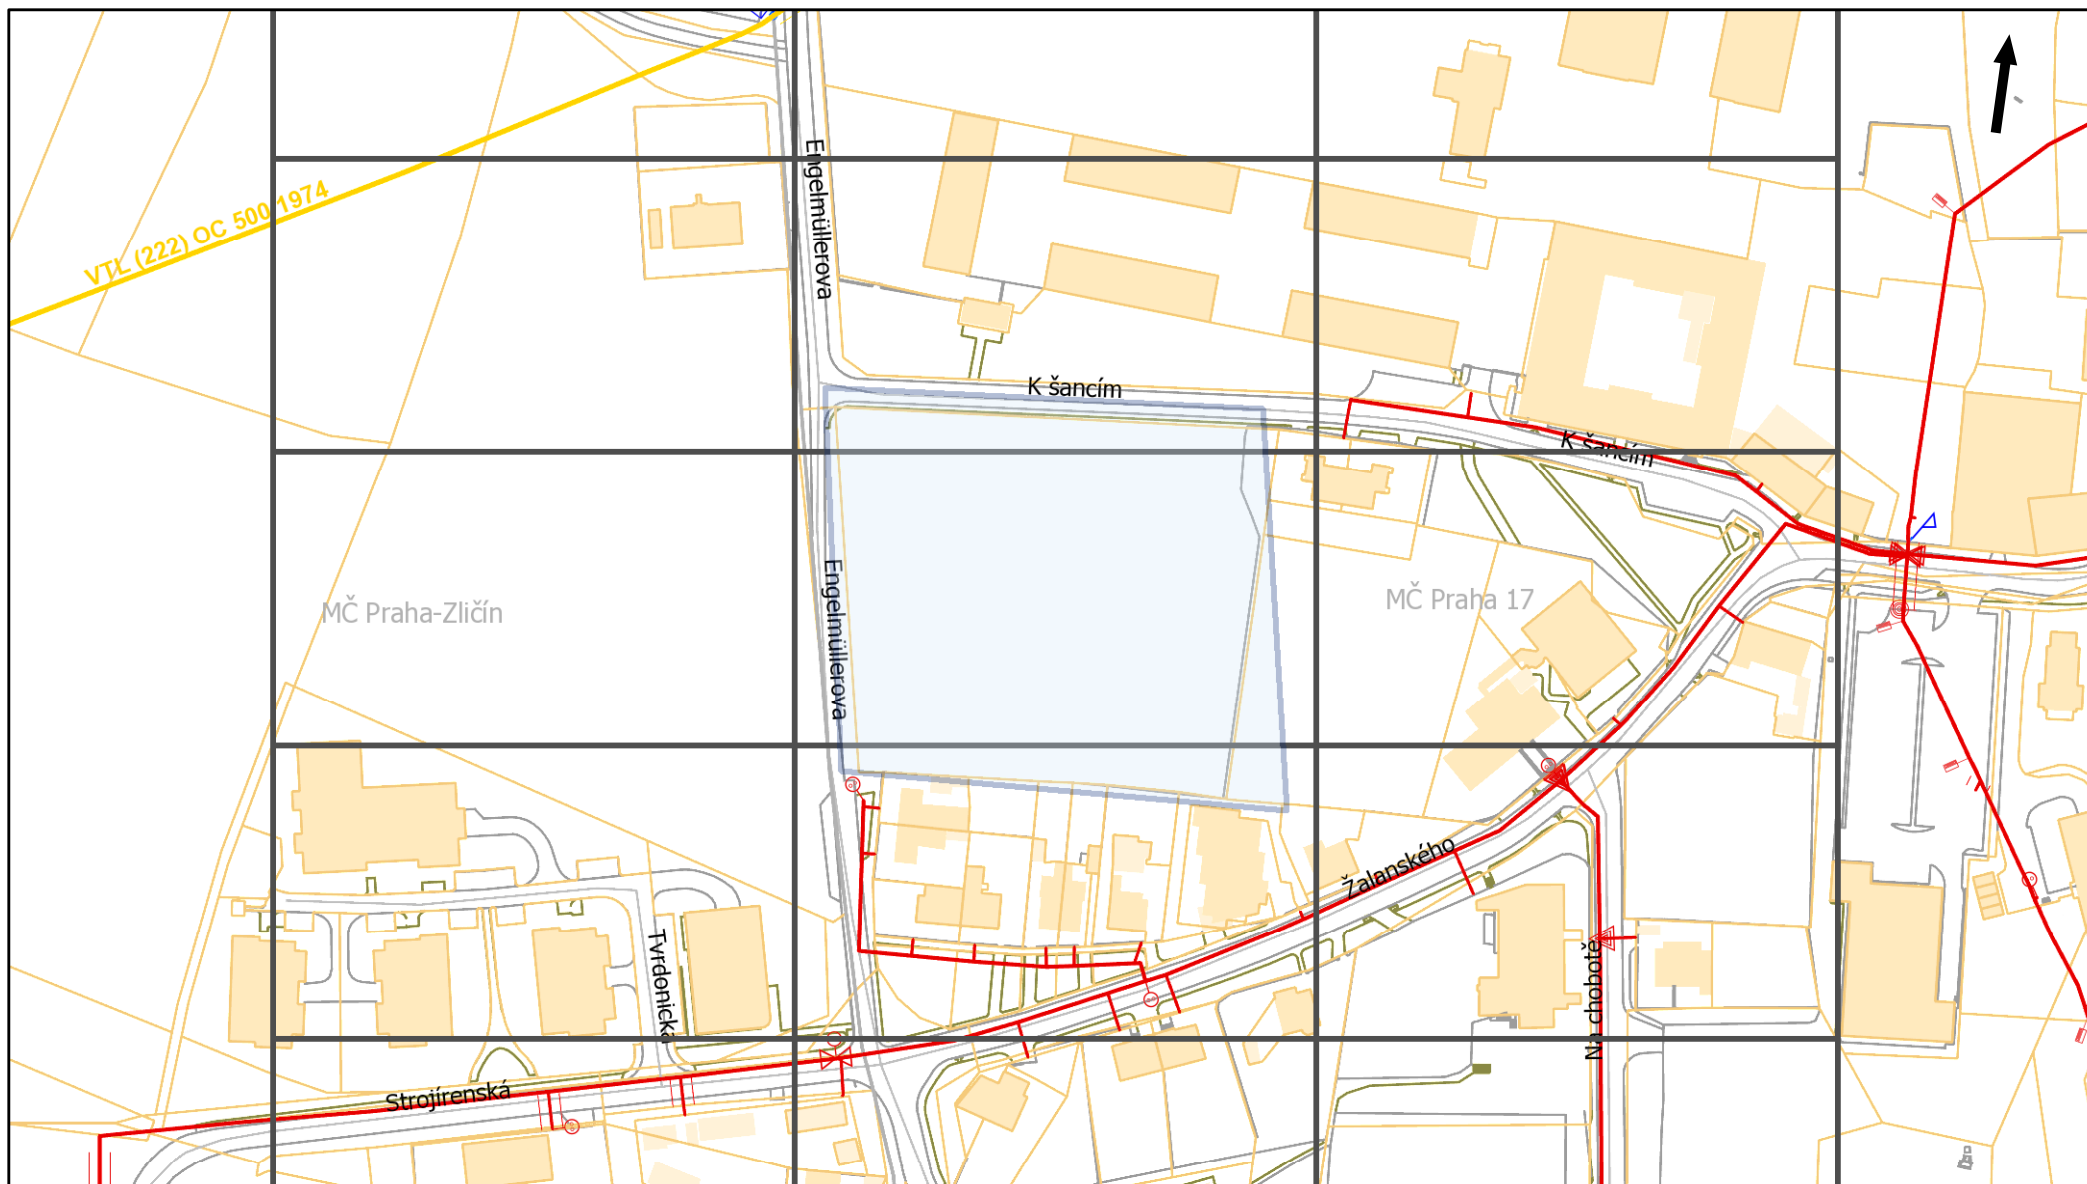 VTL (222) OC 500 1974
Engelmüllerova
K šancím
K šancím
Engelmüllerova
MČ Praha-Zličín
MČ Praha 17
Žalanského
Tvrdonická
Na chobotě
Strojírenská